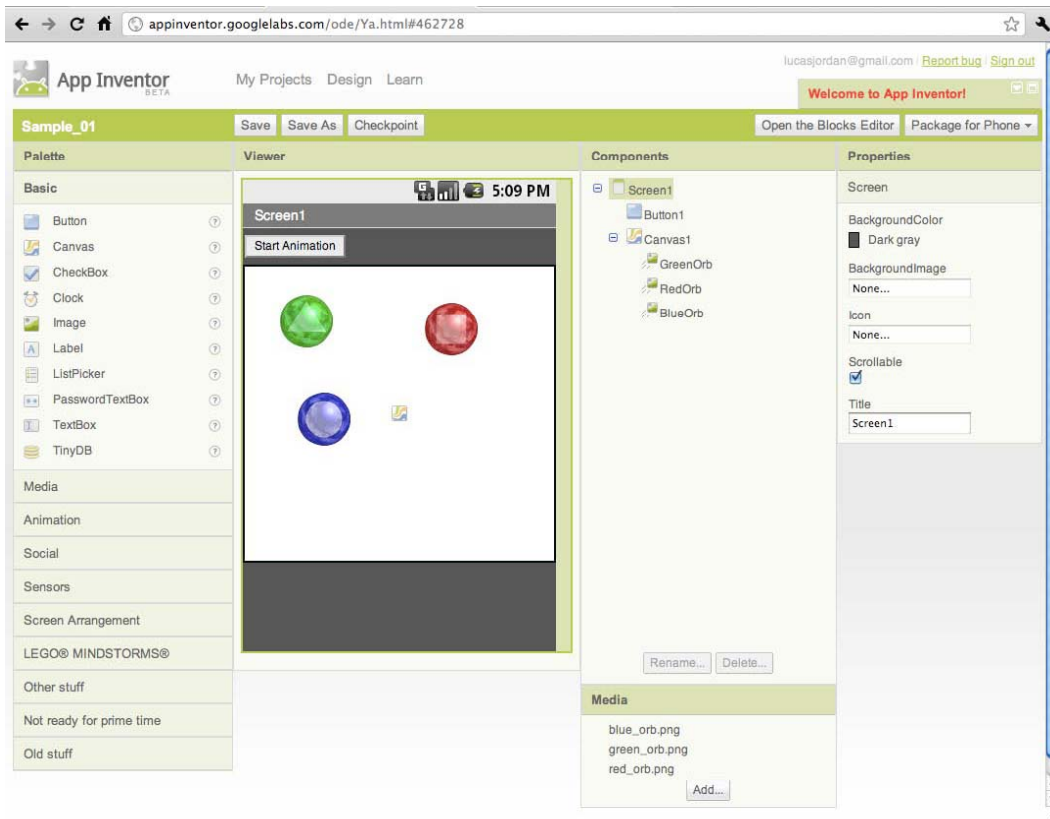 appinventor.googlelabs.com/ode/Ya.html#462728
lucasjordan@gmail.com | Report bug | Sign out
App Inventor
BETA
My Projects Design Learn
Welcome to App Inventor!
Sample_01
Save Save As Checkpoint
Open the Blocks Editor Package for Phone
Palette
Basic
Button ?
Canvas ?
CheckBox ?
Clock ?
Image ?
Label ?
ListPicker ?
PasswordTextBox ?
TextBox ?
TinyDB ?
Media
Animation
Social
Sensors
Screen Arrangement
LEGO® MINDSTORMS®
Other stuff
Not ready for prime time
Old stuff
Viewer
5:09 PM
Screen1
Start Animation
Components
Screen1
Button1
Canvas1
GreenOrb
RedOrb
BlueOrb
Rename... Delete...
Media
blue_orb.png
green_orb.png
red_orb.png
Add...
Properties
Screen
BackgroundColor
Dark gray
BackgroundImage
None...
Icon
None...
Scrollable
Title
Screen1